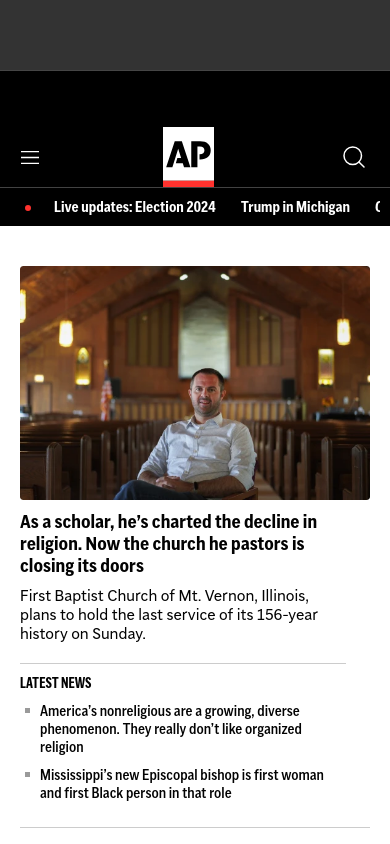 AP
Live updates: Election 2024 Trump in Michigan
As a scholar, he's charted the decline in
religion. Now the church he pastors is
closing its doors
First Baptist Church of Mt. Vernon, Illinois,
plans to hold the last service of its 156-year
history on Sunday.
LATEST NEWS
America's nonreligious are a growing, diverse
phenomenon. They really don't like organized
religion
Mississippi's new Episcopal bishop is first woman
and first Black person in that role